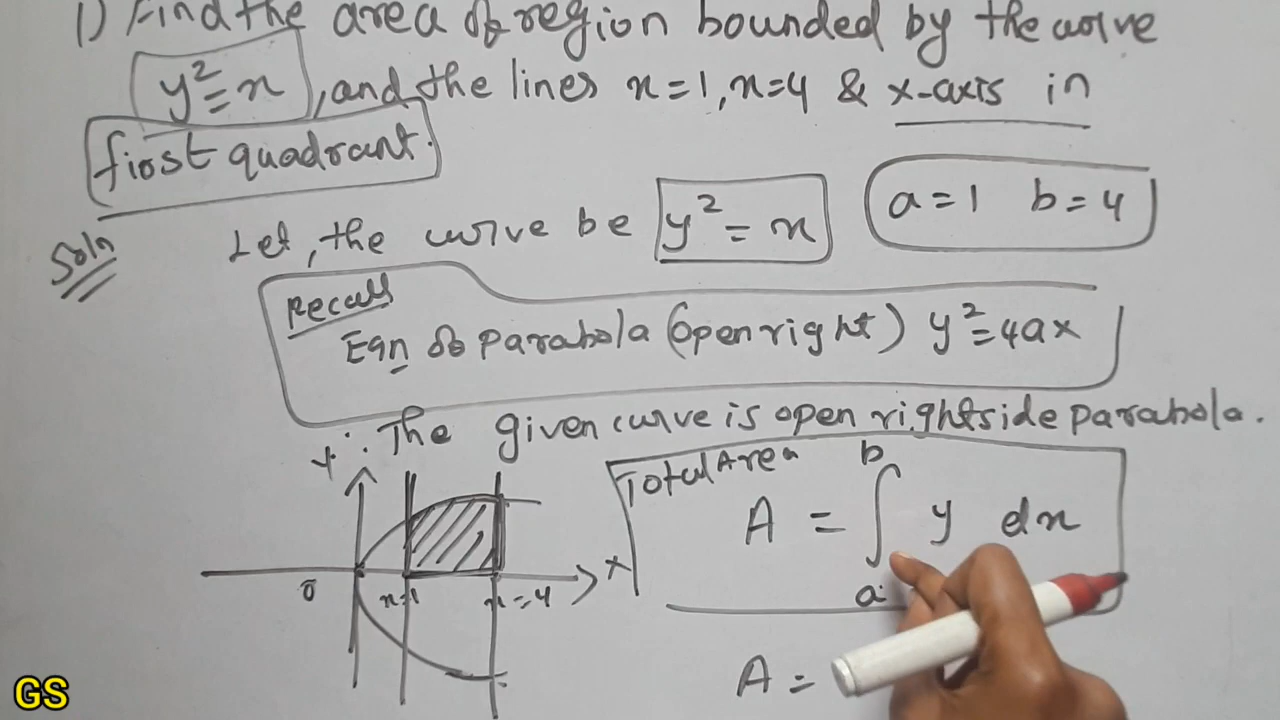 1) Find the area of region bounded by the curve
y² = x, and the lines x=1, x=4 & x-axis in
first quadrant.
Soln
Let, the curve be y² = x
a=1 b=4
Recall
Eqn of parabola (open right) y² = 4ax
∴ The given curve is open rightside parabola.
Y
Total Area
b
A = ∫ y dx
a
X
0
x=1
x=4
A =
GS